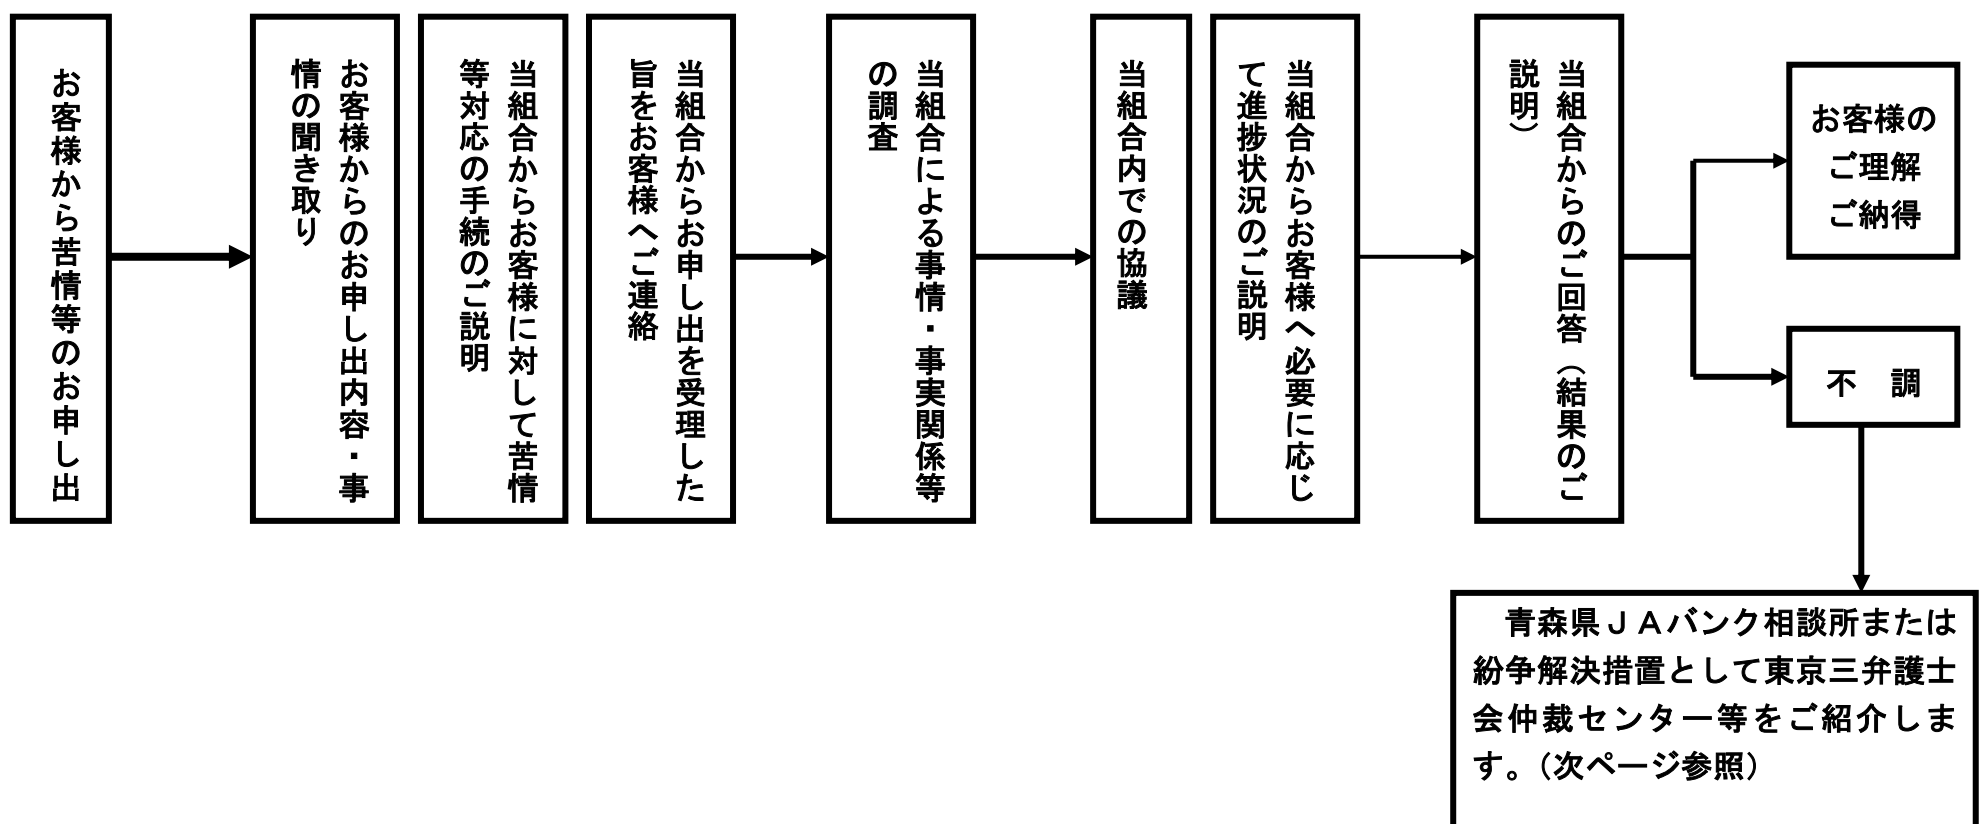 お客様から苦情等のお申し出
お客様からのお申し出内容・事
情の聞き取り
当組合からお客様に対して苦情
等対応の手続のご説明
当組合からお申し出を受理した
旨をお客様へご連絡
当組合による事情・事実関係等
の調査
当組合内での協議
当組合からお客様へ必要に応じ
て進捗状況のご説明
当組合からのご回答（結果のご
説明）
お客様の
ご理解
ご納得
不　調
　青森県ＪＡバンク相談所または
紛争解決措置として東京三弁護士
会仲裁センター等をご紹介しま
す。（次ページ参照）